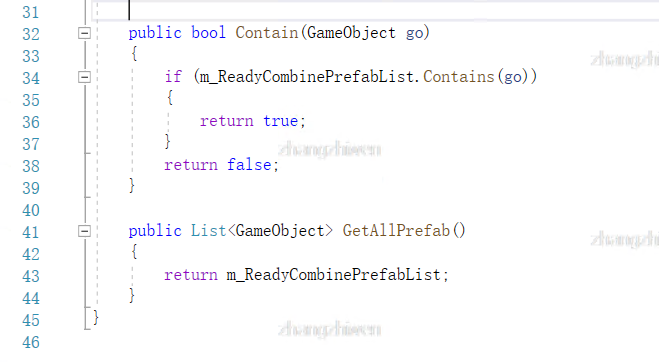 31
32 public bool Contain(GameObject go)
33 {
34 if (m_ReadyCombinePrefabList.Contains(go))
35 {
36 return true;
37 }
38 return false;
39 }
40
41 public List<GameObject> GetAllPrefab()
42 {
43 return m_ReadyCombinePrefabList;
44 }
45 }
46